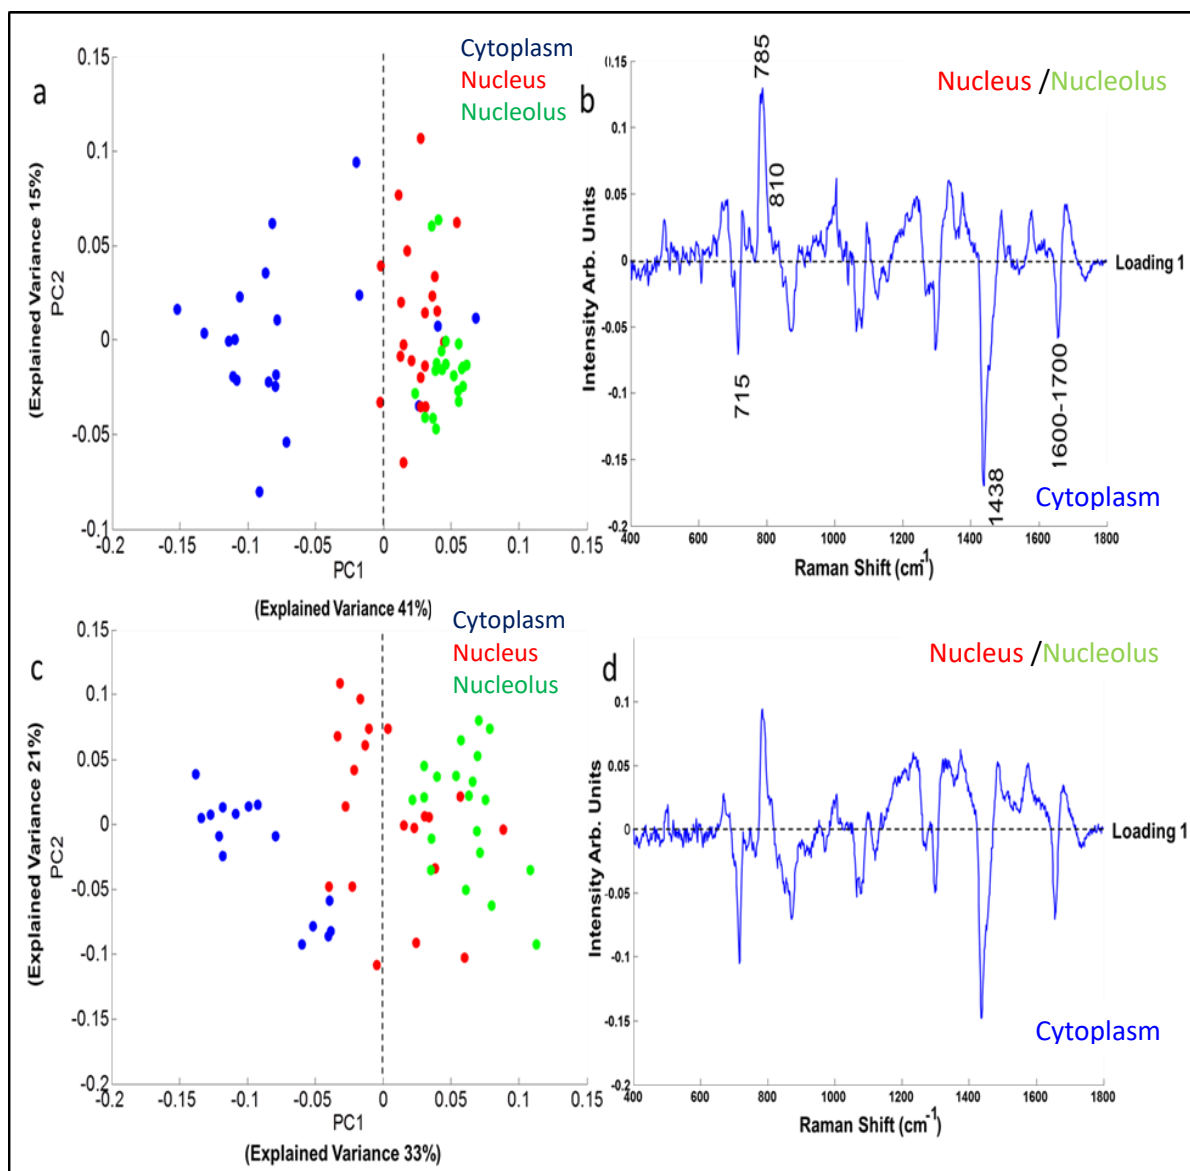 a
Cytoplasm
Nucleus
Nucleolus
0.15
0.1
0.05
0
-0.05
-0.1
(Explained Variance 15%)
PC2
-0.2
-0.15
-0.1
-0.05
0
0.05
0.1
0.15
PC1
(Explained Variance 41%)
b
Nucleus /Nucleolus
0.15
0.1
0.05
0
-0.05
-0.1
-0.15
-0.2
Intensity Arb. Units
785
810
715
1438
1600-1700
Loading 1
Cytoplasm
400
600
800
1000
1200
1400
1600
1800
Raman Shift (cm-1)
c
Cytoplasm
Nucleus
Nucleolus
0.15
0.1
0.05
0
-0.05
-0.1
-0.15
-0.2
(Explained Variance 21%)
PC2
-0.2
-0.15
-0.1
-0.05
0
0.05
0.1
0.15
PC1
(Explained Variance 33%)
d
Nucleus /Nucleolus
0.1
0.05
0
-0.05
-0.1
-0.15
-0.2
Intensity Arb. Units
Loading 1
Cytoplasm
400
600
800
1000
1200
1400
1600
1800
Raman Shift (cm-1)